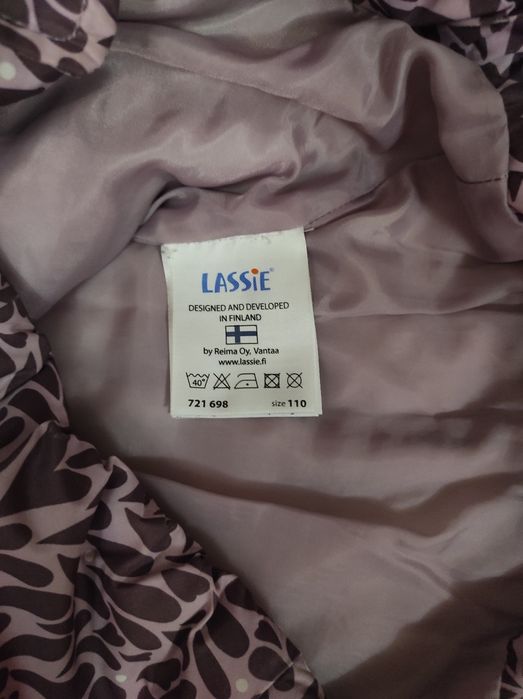 LASSiE®
DESIGNED AND DEVELOPED
IN FINLAND
by Reima Oy, Vantaa
www.lassie.fi
40°
721 698 size 110